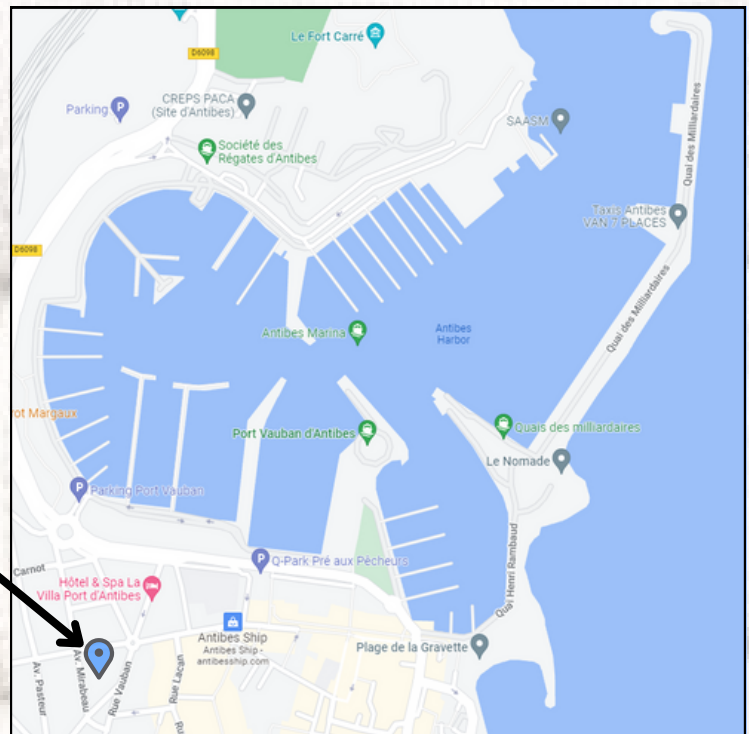 Le Fort Carré
D6098
CREPS PACA
(Site d'Antibes)
Parking
P
SAASM
Société des
Régates d'Antibes
Quai des Milliardaires
Taxis Antibes
VAN 7 PLACES
D6098
Quai des Milliardaires
Antibes Marina
Antibes
Harbor
ot Margaux
Port Vauban d'Antibes
Quais des milliardaires
Le Nomade
P
Parking Port Vauban
Quai Henri Rambaud
P
Q-Park Pré aux Pêcheurs
Carnot
Hôtel & Spa La
Villa Port d'Antibes
Antibes Ship
Antibes Ship -
antibesship.com
Plage de la Gravette
Av. Pasteur
Av. Mirabeau
Rue Vauban
Rue Lacan